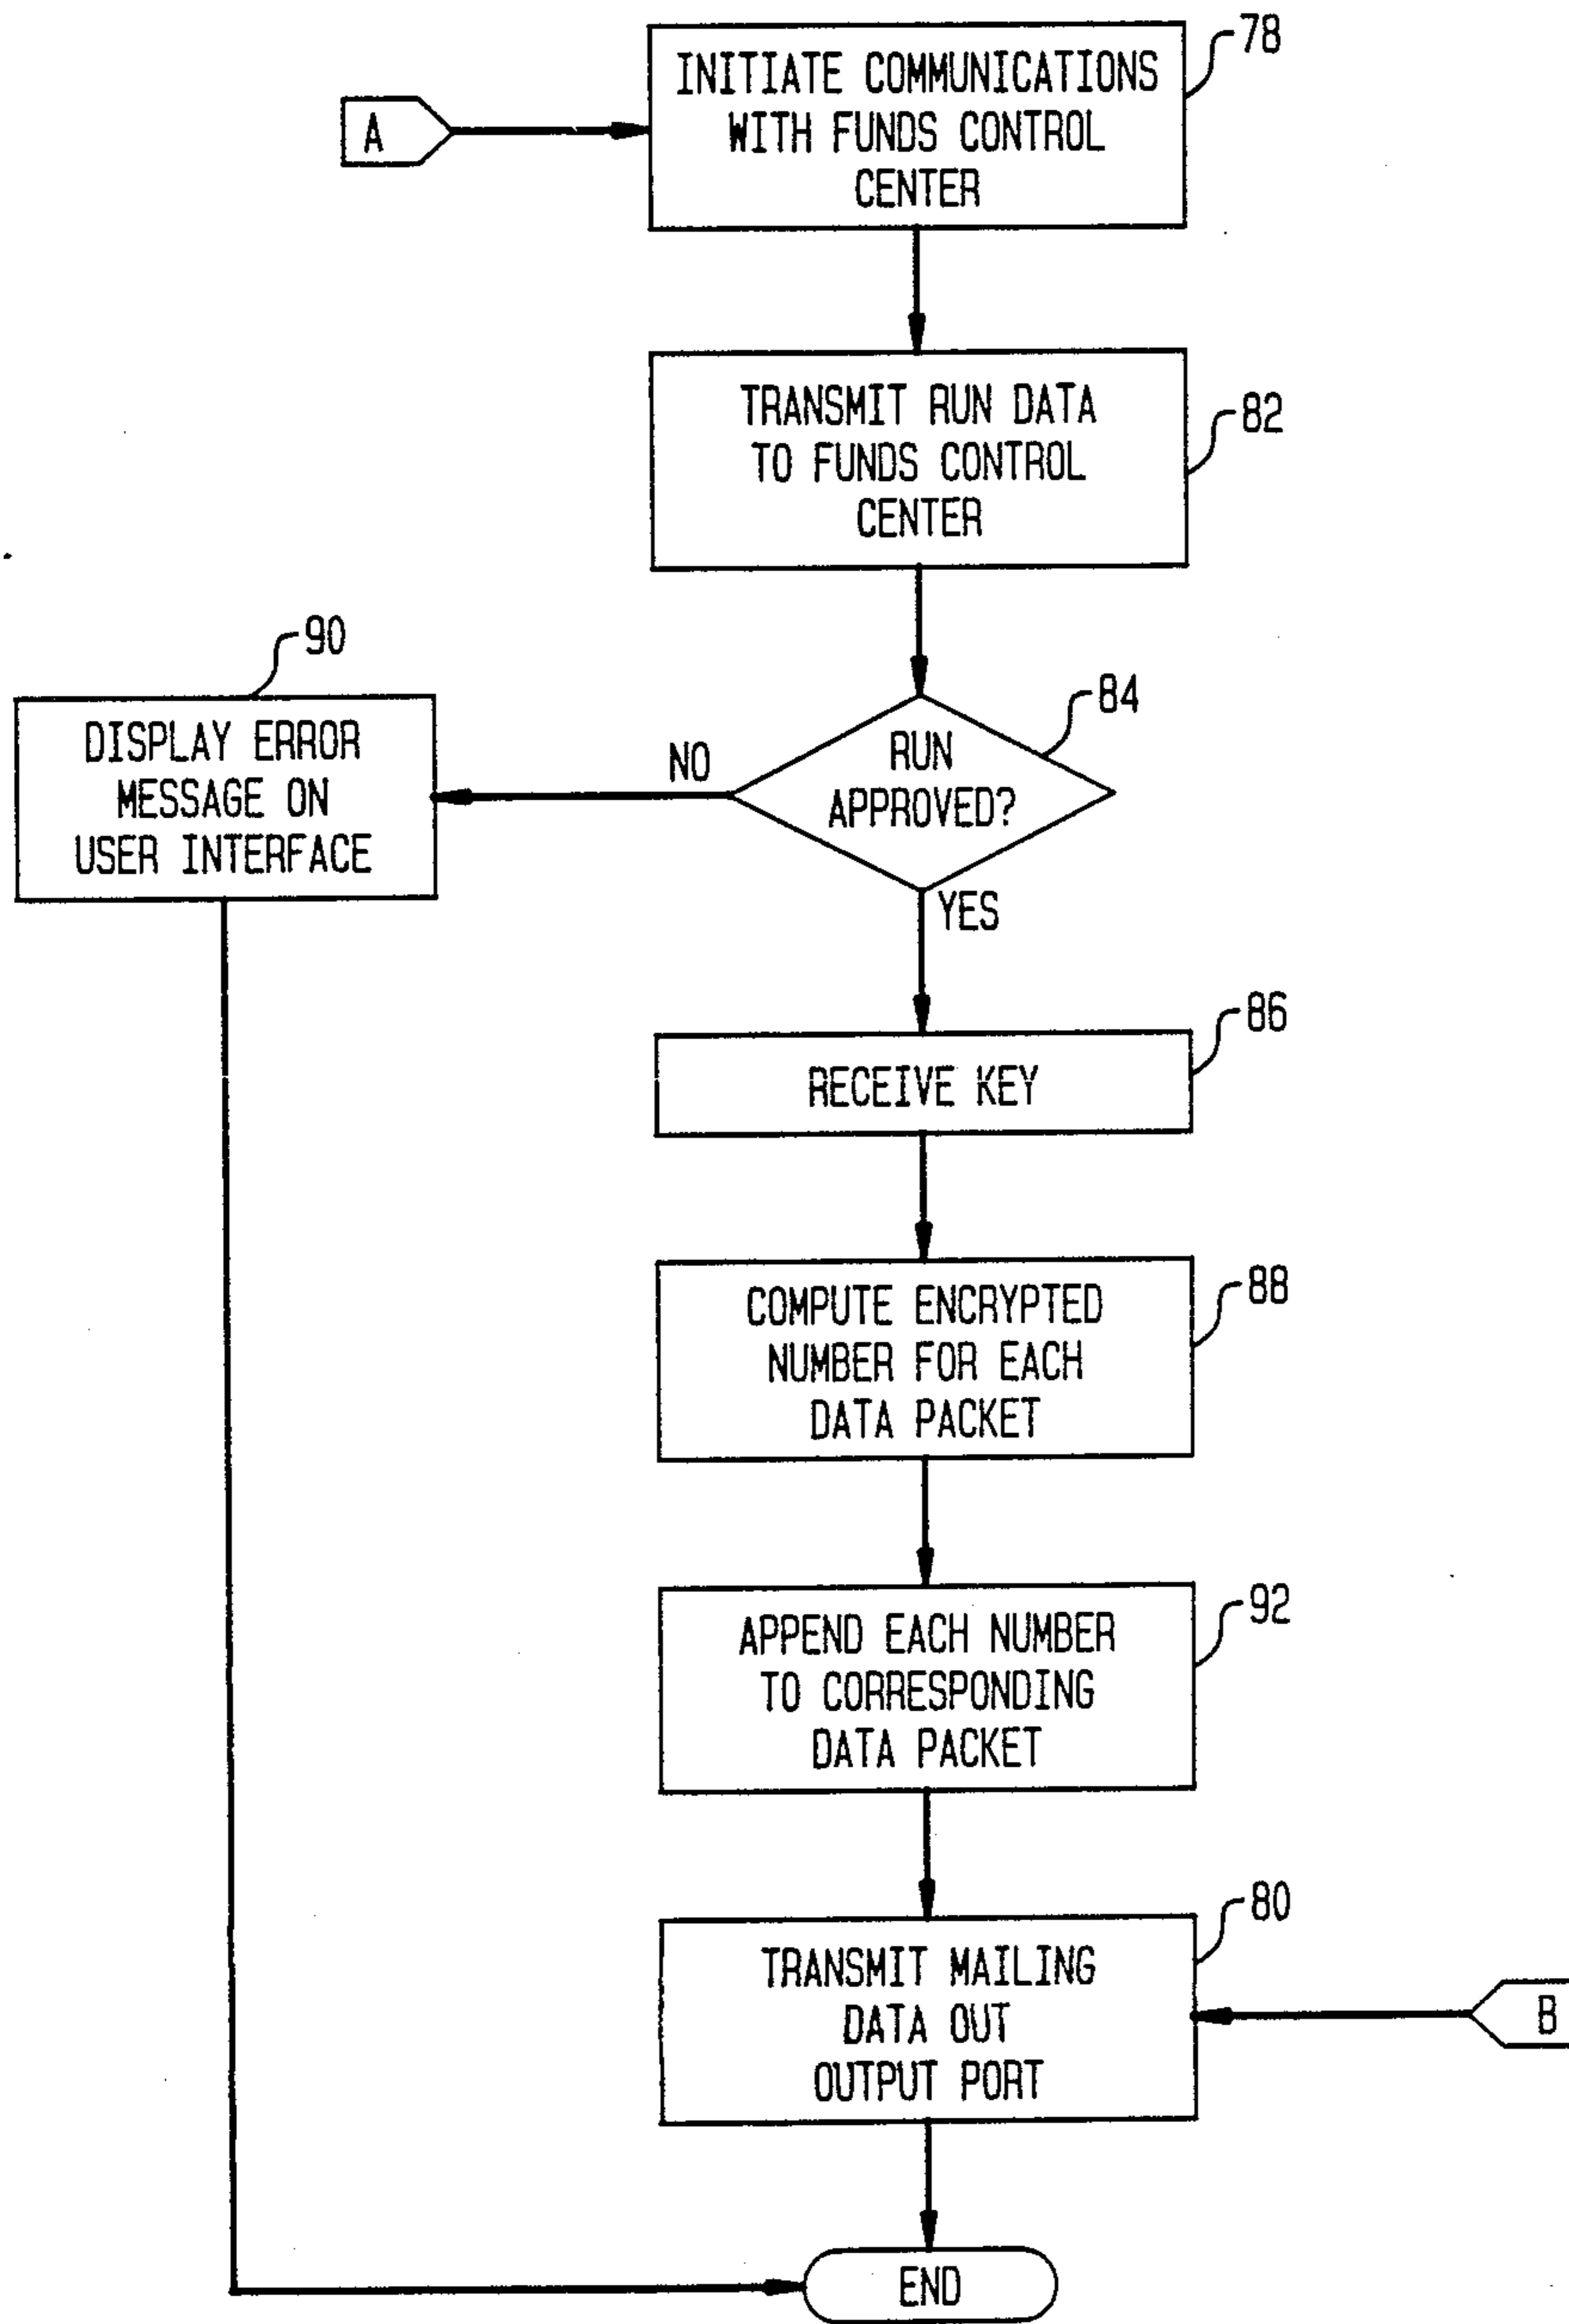 78
INITIATE COMMUNICATIONS
WITH FUNDS CONTROL
CENTER
A
82
TRANSMIT RUN DATA
TO FUNDS CONTROL
CENTER
90
DISPLAY ERROR
MESSAGE ON
USER INTERFACE
84
NO
RUN
APPROVED?
YES
86
RECEIVE KEY
88
COMPUTE ENCRYPTED
NUMBER FOR EACH
DATA PACKET
92
APPEND EACH NUMBER
TO CORRESPONDING
DATA PACKET
80
TRANSMIT MAILING
DATA OUT
OUTPUT PORT
B
END